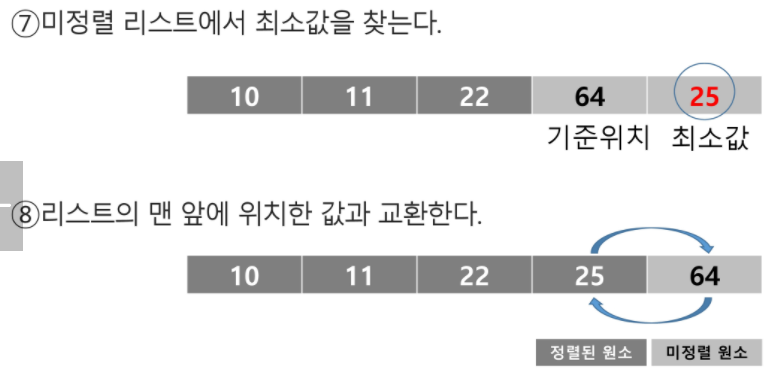 ⑦미정렬 리스트에서 최소값을 찾는다.
10 11 22 64 25
기준위치 최소값
⑧리스트의 맨 앞에 위치한 값과 교환한다.
10 11 22 25 64
정렬된 원소 미정렬 원소